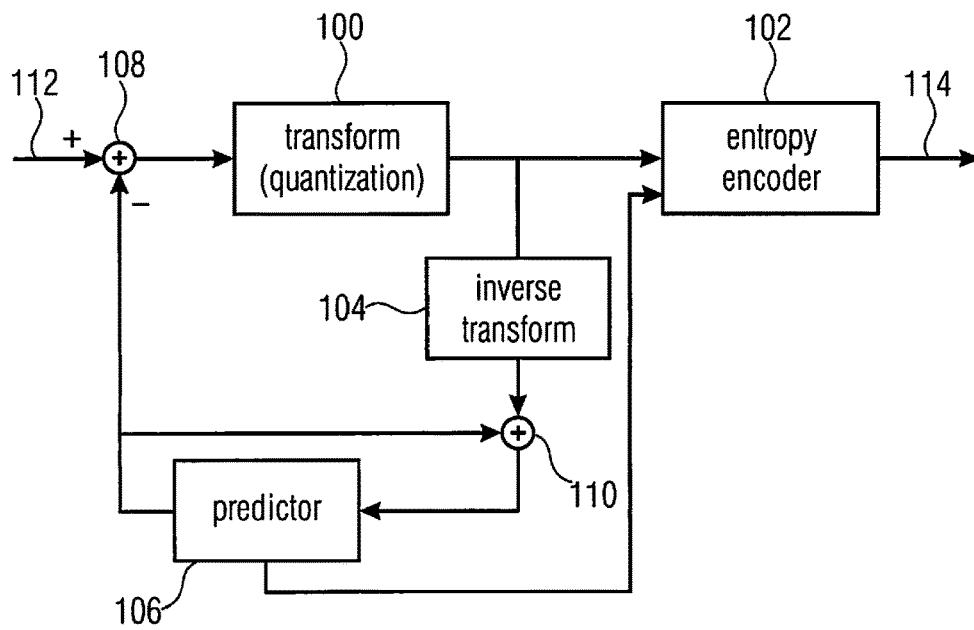 100
102
112
108
114
+
+
transform
(quantization)
entropy
encoder
−
inverse
transform
104
+
110
predictor
106